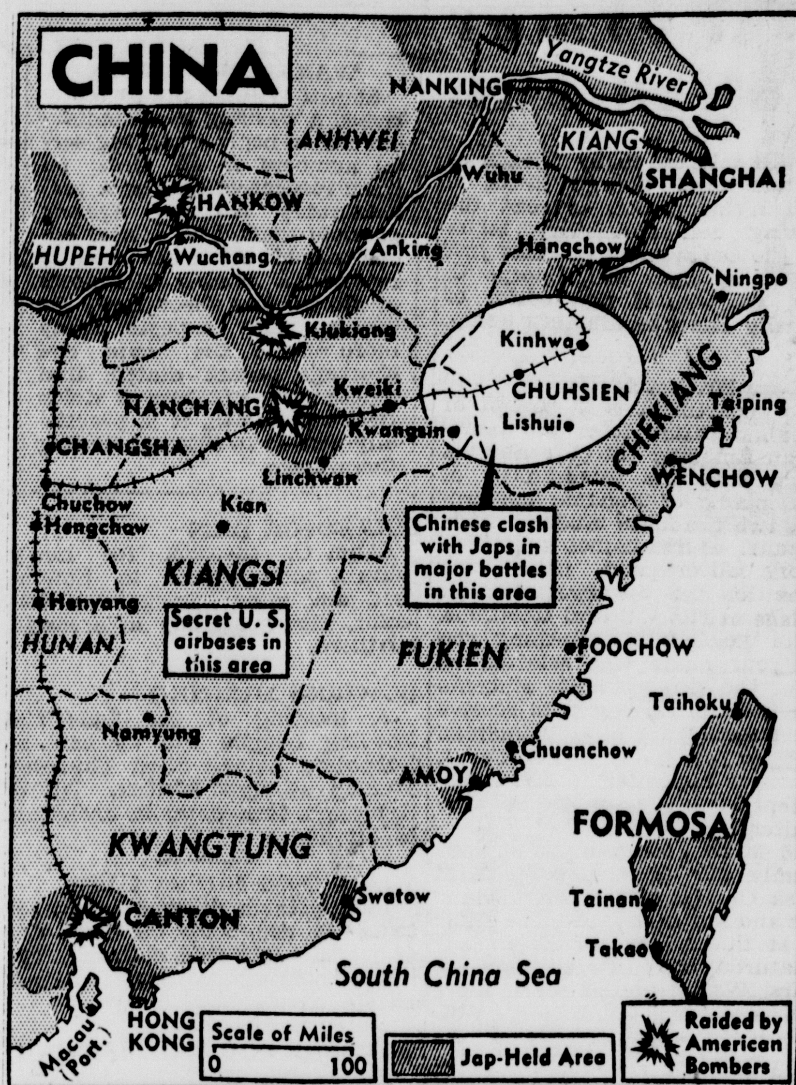 CHINA
Yangtze River
NANKING
ANHWEI
KIANG
Wuhu
SHANGHAI
HANKOW
HUPEH
Wuchang
Anking
Hangchow
Ningpo
Kiukiang
Kinhwa
CHUHSIEN
Kweiki
NANCHANG
Kwangsin
Lishui
CHEKIANG
Taiping
CHANGSHA
Linchwan
WENCHOW
Chuchow
Kian
Hengchow
Chinese clash
with Japs in
major battles
in this area
KIANGSI
Henyang
Secret U. S.
airbases in
this area
HUNAN
FUKIEN
FOOCHOW
Taihoku
Namyung
Chuanchow
AMOY
FORMOSA
KWANGTUNG
Swatow
Tainan
CANTON
Takao
South China Sea
Macau
(Port.)
HONG
KONG
Scale of Miles
0 100
Jap-Held Area
Raided by
American
Bombers